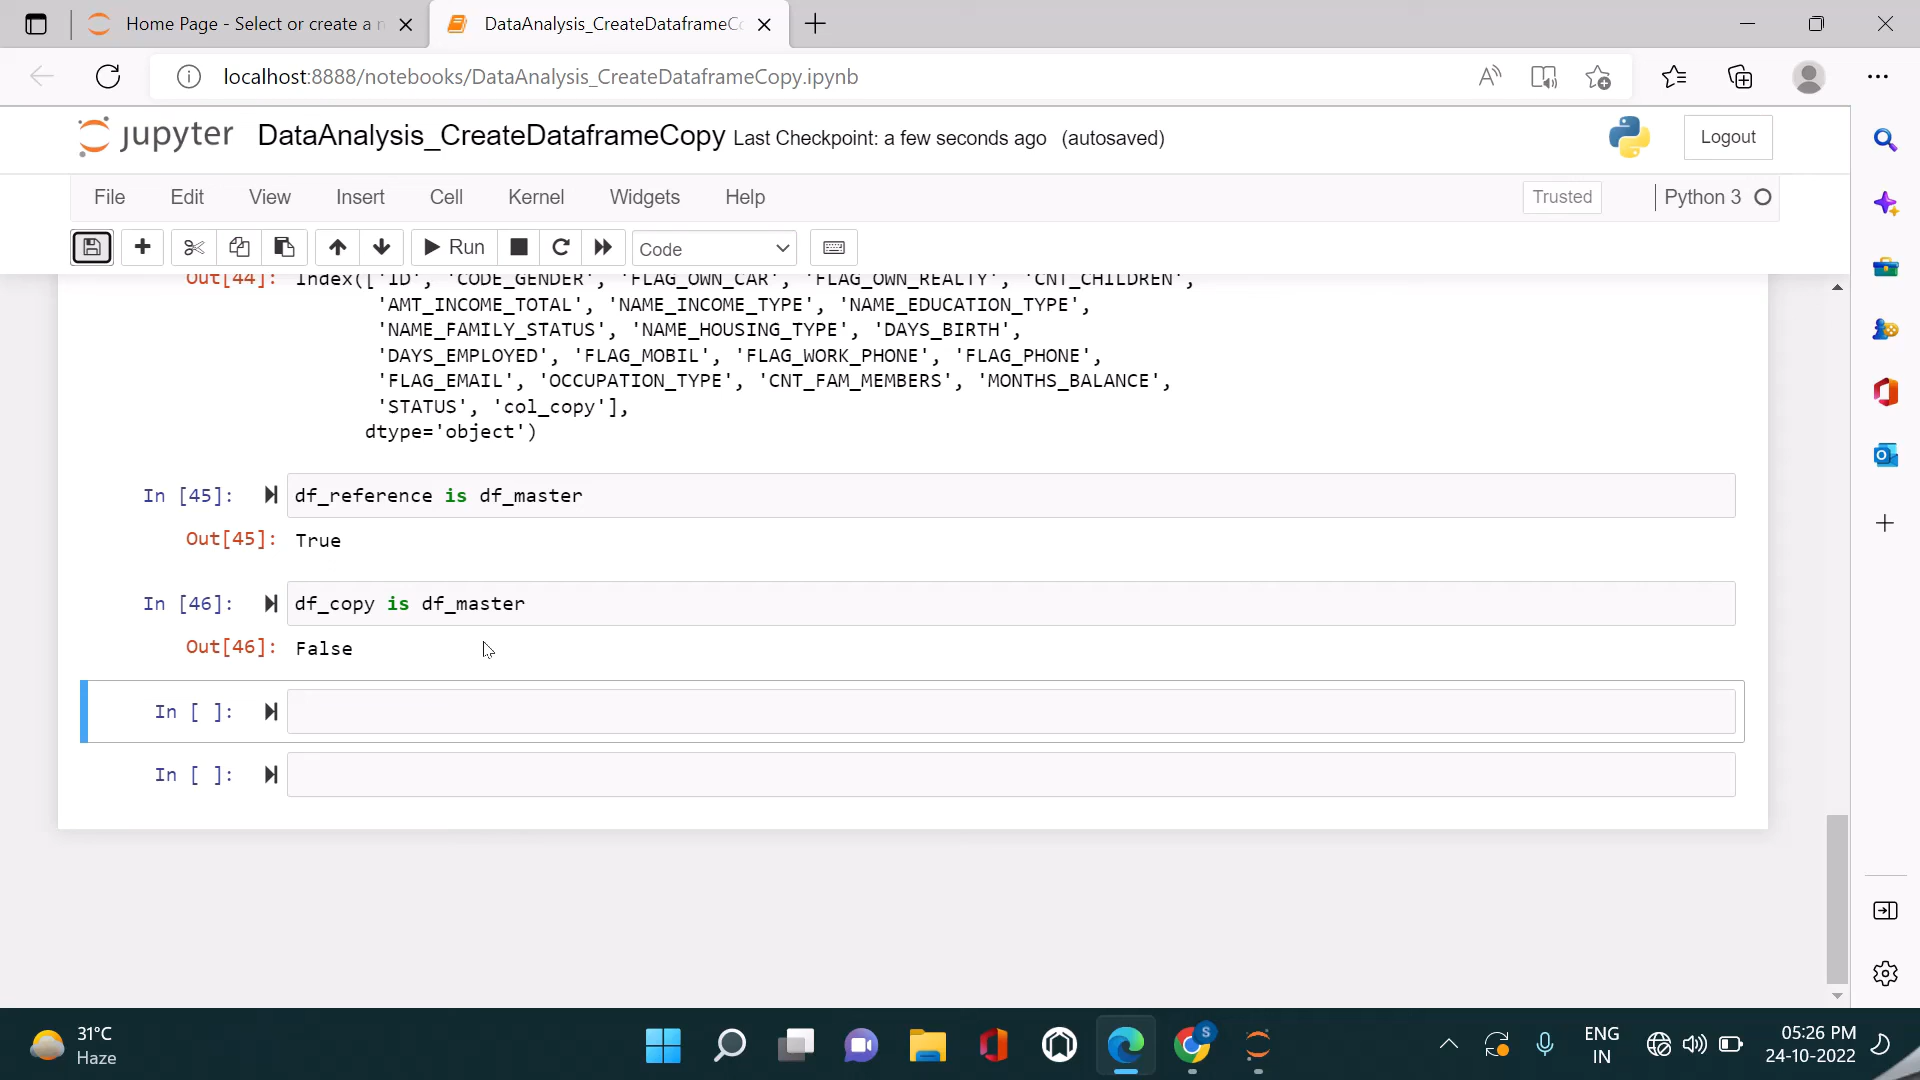 Home Page - Select or create a n
DataAnalysis_CreateDataframeCo
localhost:8888/notebooks/DataAnalysis_CreateDataframeCopy.ipynb
jupyter DataAnalysis_CreateDataframeCopy Last Checkpoint: a few seconds ago (autosaved)
Logout
File Edit View Insert Cell Kernel Widgets Help
Trusted Python 3
Run Code
Out[44]: Index(['ID', 'CODE_GENDER', 'FLAG_OWN_CAR', 'FLAG_OWN_REALTY', 'CNT_CHILDREN',
'AMT_INCOME_TOTAL', 'NAME_INCOME_TYPE', 'NAME_EDUCATION_TYPE',
'NAME_FAMILY_STATUS', 'NAME_HOUSING_TYPE', 'DAYS_BIRTH',
'DAYS_EMPLOYED', 'FLAG_MOBIL', 'FLAG_WORK_PHONE', 'FLAG_PHONE',
'FLAG_EMAIL', 'OCCUPATION_TYPE', 'CNT_FAM_MEMBERS', 'MONTHS_BALANCE',
'STATUS', 'col_copy'],
dtype='object')
In [45]: df_reference is df_master
Out[45]: True
In [46]: df_copy is df_master
Out[46]: False
In [ ]:
In [ ]:
31°C
Haze
S
ENG
IN
05:26 PM
24-10-2022